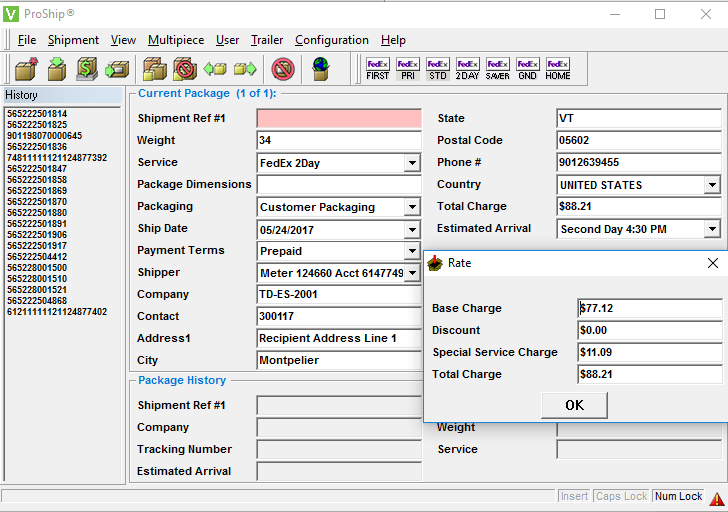 ProShip®
File Shipment View Multipiece User Trailer Configuration Help
FedEx FedEx FedEx FedEx FedEx FedEx FedEx
FIRST PRI STD 2DAY SAVER GND HOME
History
565222501814
565222501825
901198070000645
565222501836
74811111121124877392
565222501847
565222501858
565222501869
565222501870
565222501880
565222501891
565222501906
565222501917
565222504412
565228001500
565228001510
565228001521
565222504868
61211111121124877402
Current Package (1 of 1):
Shipment Ref #1
Weight 34
Service FedEx 2Day
Package Dimensions
Packaging Customer Packaging
Ship Date 05/24/2017
Payment Terms Prepaid
Shipper Meter 124660 Acct 6147749
Company TD-ES-2001
Contact 300117
Address1 Recipient Address Line 1
City Montpelier
State VT
Postal Code 05602
Phone # 9012639455
Country UNITED STATES
Total Charge $88.21
Estimated Arrival Second Day 4:30 PM
Rate
Base Charge $77.12
Discount $0.00
Special Service Charge $11.09
Total Charge $88.21
OK
Package History
Shipment Ref #1
Company
Tracking Number
Estimated Arrival
Weight
Service
Insert Caps Lock Num Lock